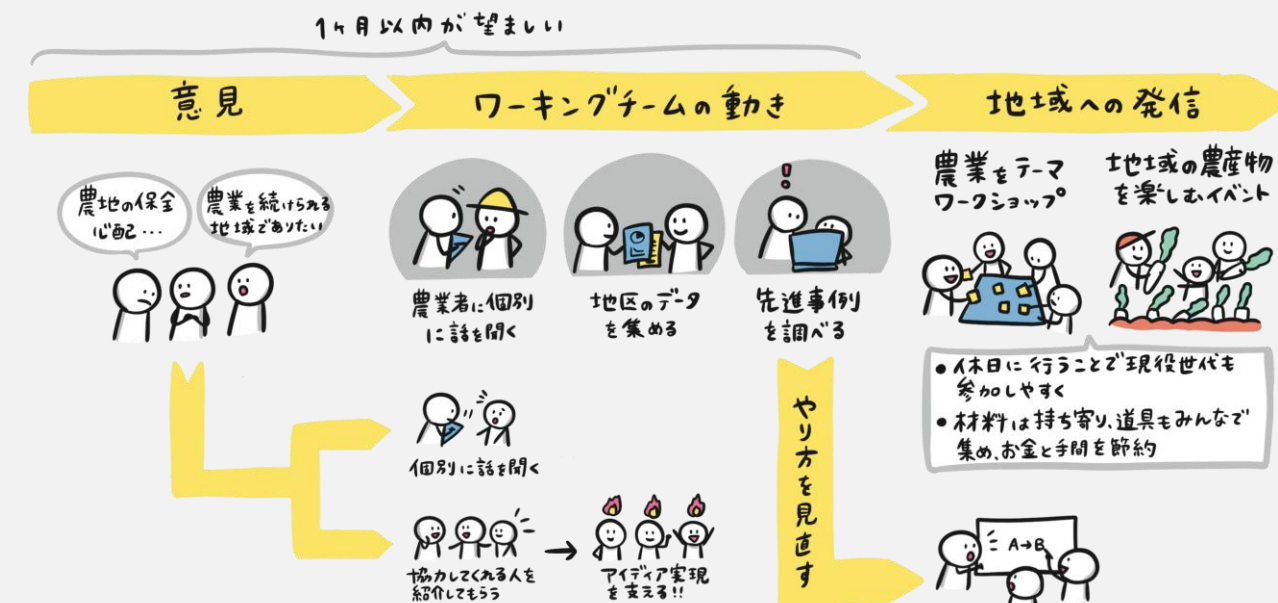 1ヶ月以内が望ましい
意見
ワーキングチームの動き
地域への発信
農地の保全
心配…
農業を続けられる
地域でありたい
農業者に個別
に話を聞く
地区のデータ
を集める
先進事例
を調べる
農業をテーマ
ワークショップ
地域の農産物
を楽しむイベント
• 休日に行うことで現役世代も
参加しやすく
• 材料は持ち寄り、道具もみんなで
集め、お金と手間を節約
個別に話を聞く
協力してくれる人を
紹介してもらう
アイディア実現
を支える!!
やり方を見直す
A→B